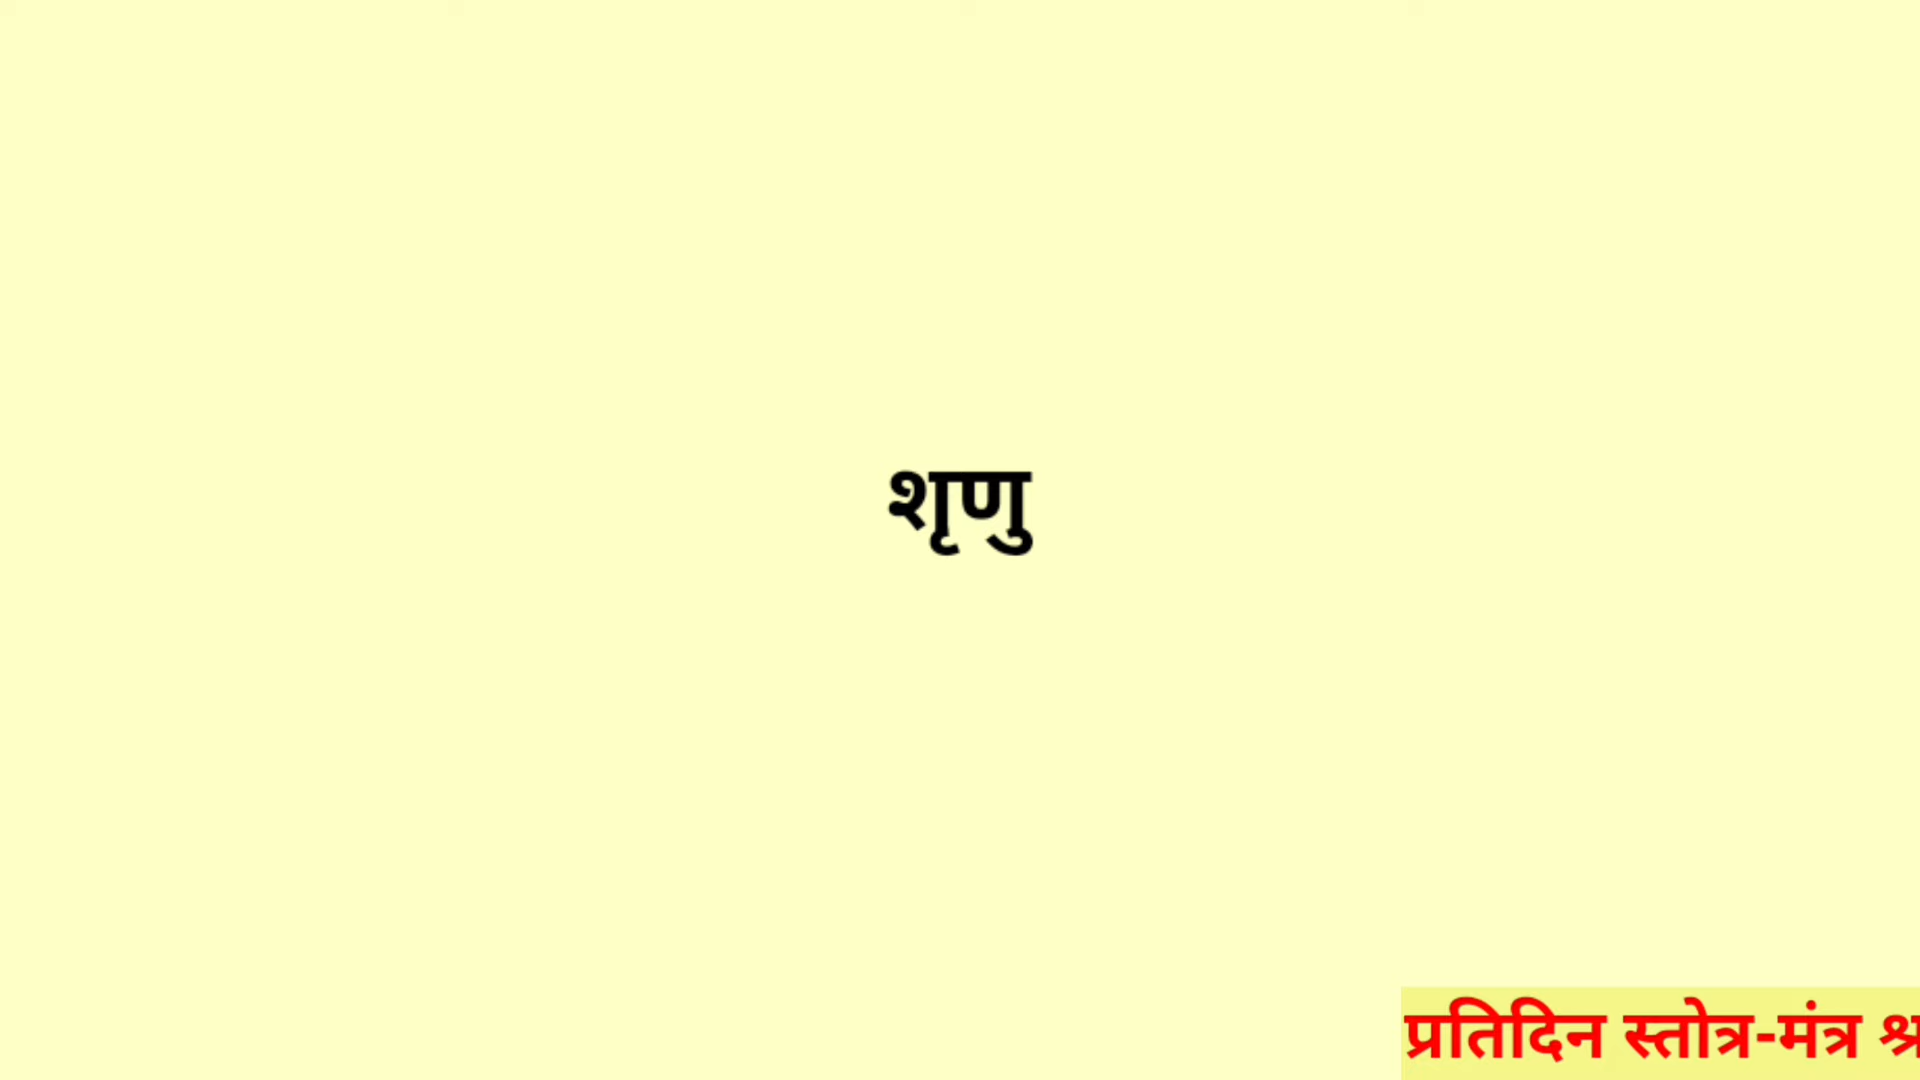 शृणु
प्रतिदिन स्तोत्र-मंत्र